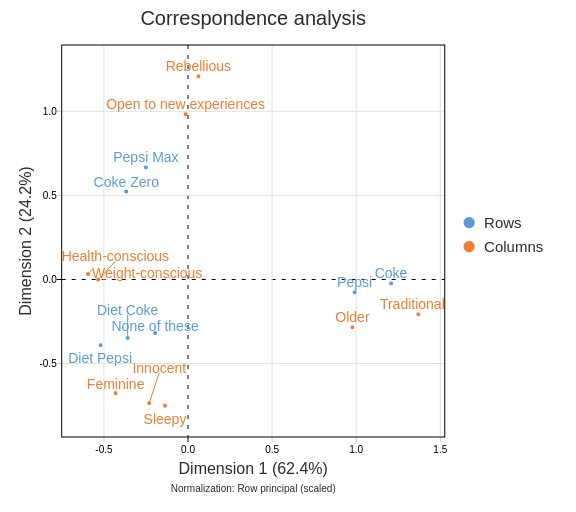 Correspondence analysis
Rebellious
Open to new experiences
Pepsi Max
Coke Zero
Health-conscious
Weight-conscious
Coke
Pepsi
Traditional
Older
Diet Coke
None of these
Diet Pepsi
Innocent
Feminine
Sleepy
1.0
0.5
0.0
-0.5
Dimension 2 (24.2%)
-0.5
0.0
0.5
1.0
1.5
Dimension 1 (62.4%)
Normalization: Row principal (scaled)
Rows
Columns